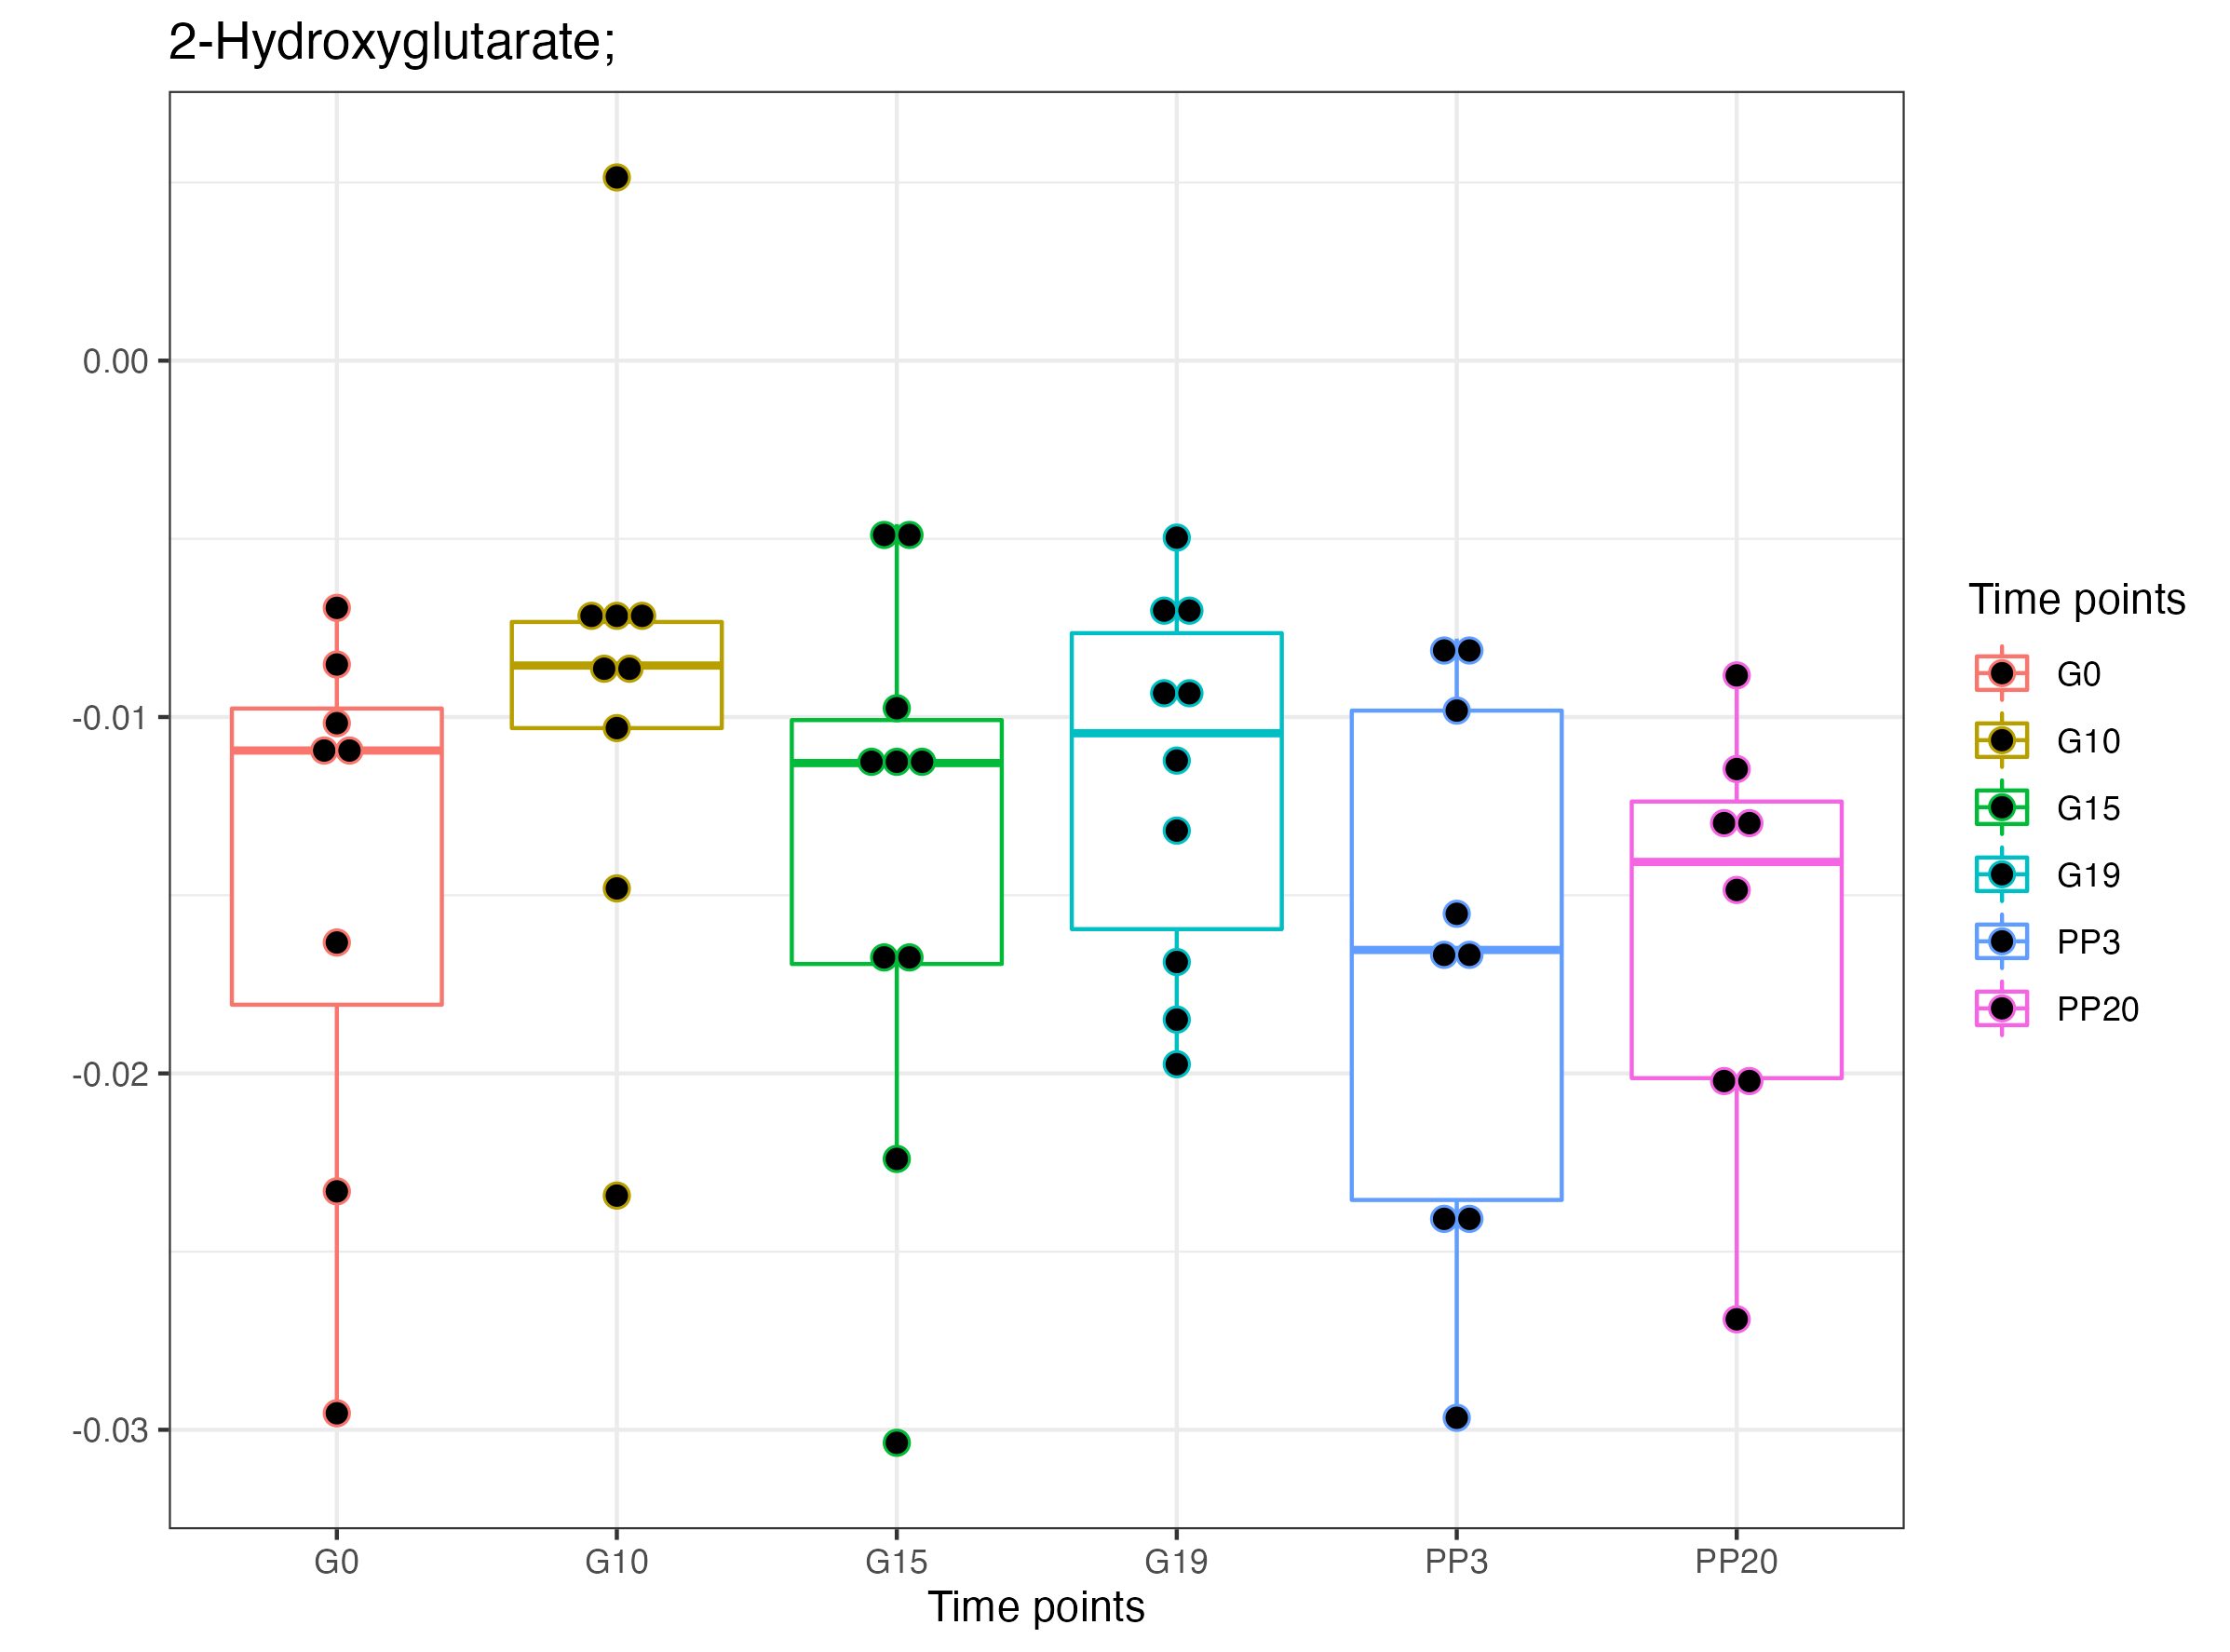 2-Hydroxyglutarate;
0.00
-0.01
-0.02
-0.03
G0 G10 G15 G19 PP3 PP20
Time points
Time points
G0
G10
G15
G19
PP3
PP20